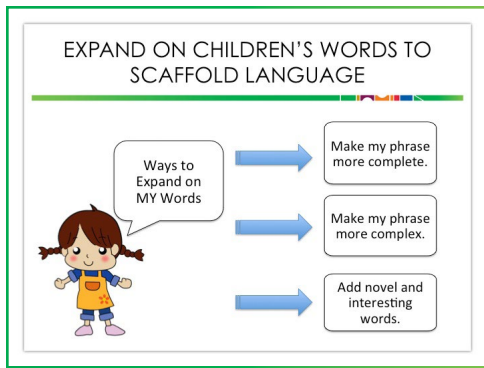 EXPAND ON CHILDREN'S WORDS TO
SCAFFOLD LANGUAGE
Ways to
Expand on
MY Words
Make my phrase
more complete.
Make my phrase
more complex.
Add novel and
interesting
words.